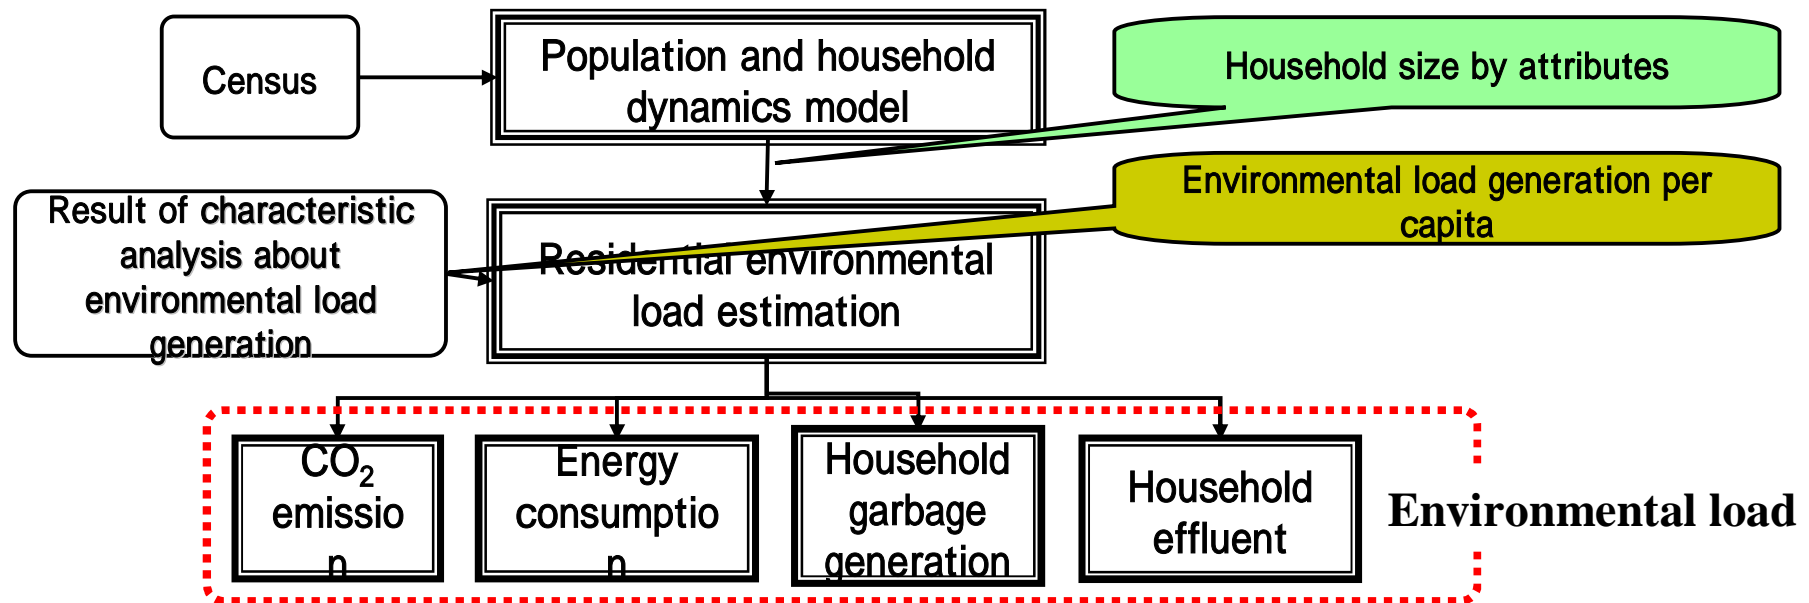 Census
Population and household
dynamics model
Household size by attributes
Environmental load generation per
capita
Result of characteristic
analysis about
environmental load
generation
Residential environmental
load estimation
CO₂
emissio
n
Energy
consumptio
n
Household
garbage
generation
Household
effluent
Environmental load